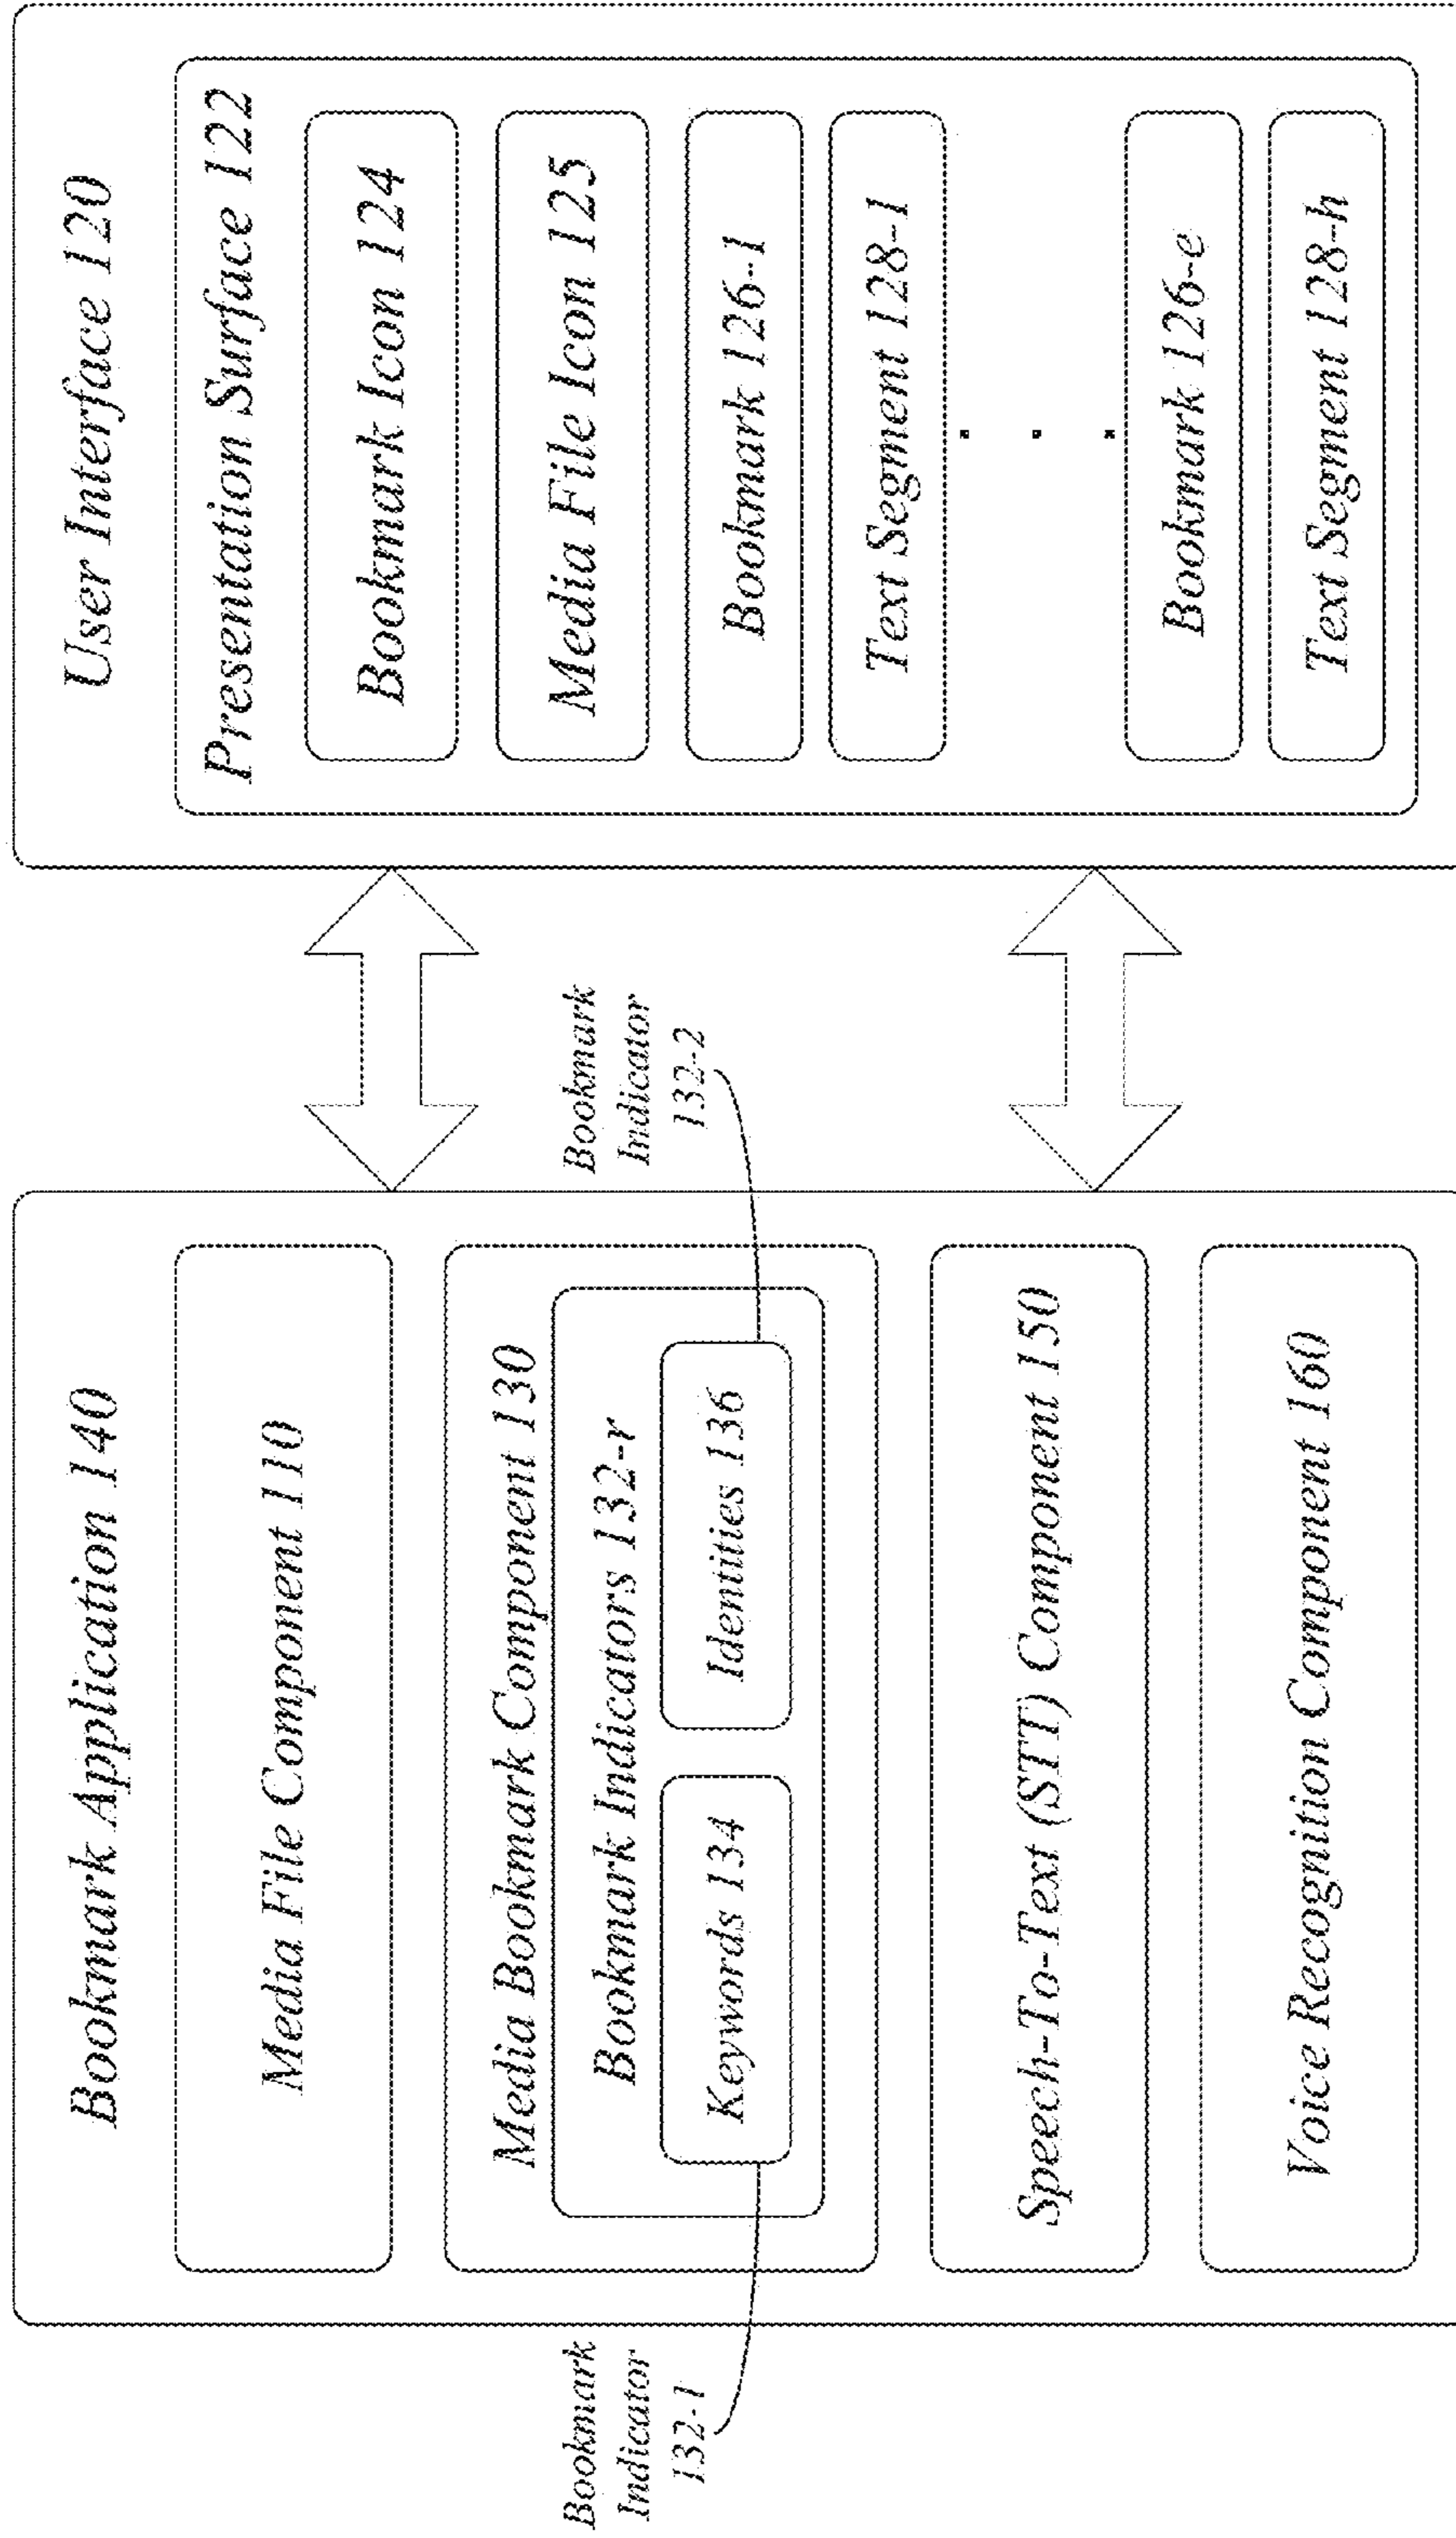 Bookmark Application 140
Media File Component 110
Media Bookmark Component 130
Bookmark Indicators 132-r
Keywords 134
Identities 136
Bookmark
Indicator
132-1
Bookmark
Indicator
132-2
Speech-To-Text (STT) Component 150
Voice Recognition Component 160
User Interface 120
Presentation Surface 122
Bookmark Icon 124
Media File Icon 125
Bookmark 126-1
Text Segment 128-1
Bookmark 126-e
Text Segment 128-h